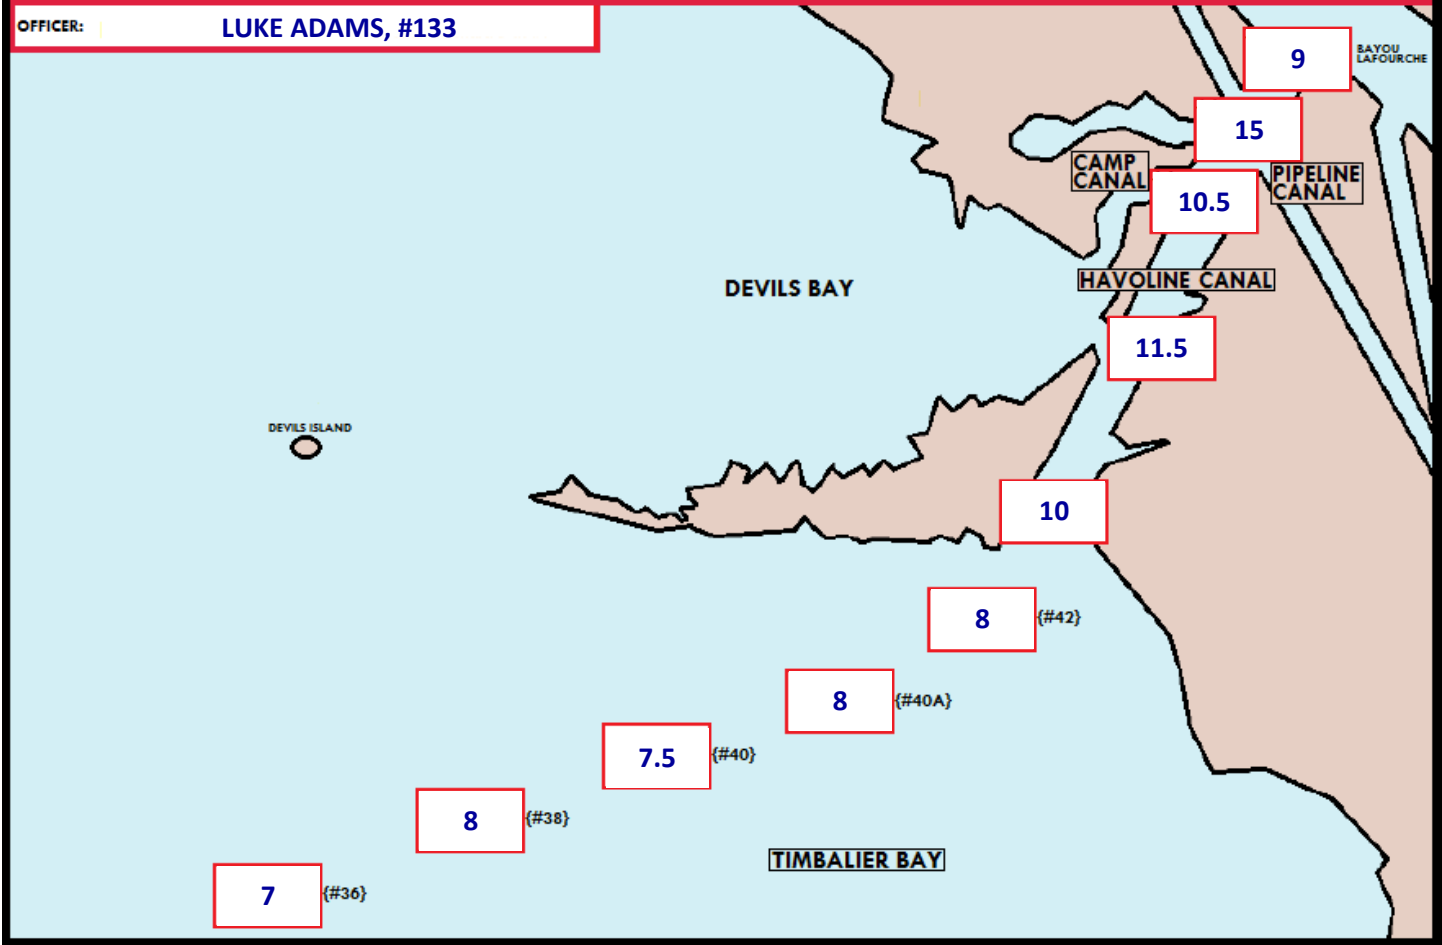 OFFICER: LUKE ADAMS, #133
9
BAYOU
LAFOURCHE
15
CAMP
CANAL
PIPELINE
CANAL
10.5
DEVILS BAY
HAVOLINE CANAL
11.5
DEVILS ISLAND
10
8 {#42}
8 {#40A}
7.5 {#40}
8 {#38}
TIMBALIER BAY
7 {#36}